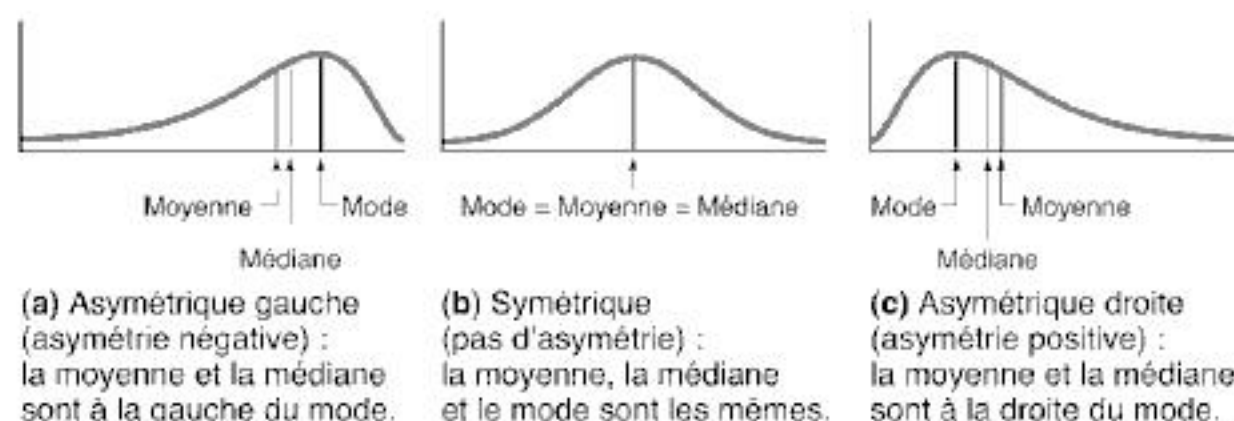 Moyenne
Mode
Médiane
(a) Asymétrique gauche
(asymétrie négative) :
la moyenne et la médiane
sont à la gauche du mode.
Mode = Moyenne = Médiane
(b) Symétrique
(pas d'asymétrie) :
la moyenne, la médiane
et le mode sont les mêmes.
Mode
Moyenne
Médiane
(c) Asymétrique droite
(asymétrie positive) :
la moyenne et la médiane
sont à la droite du mode.